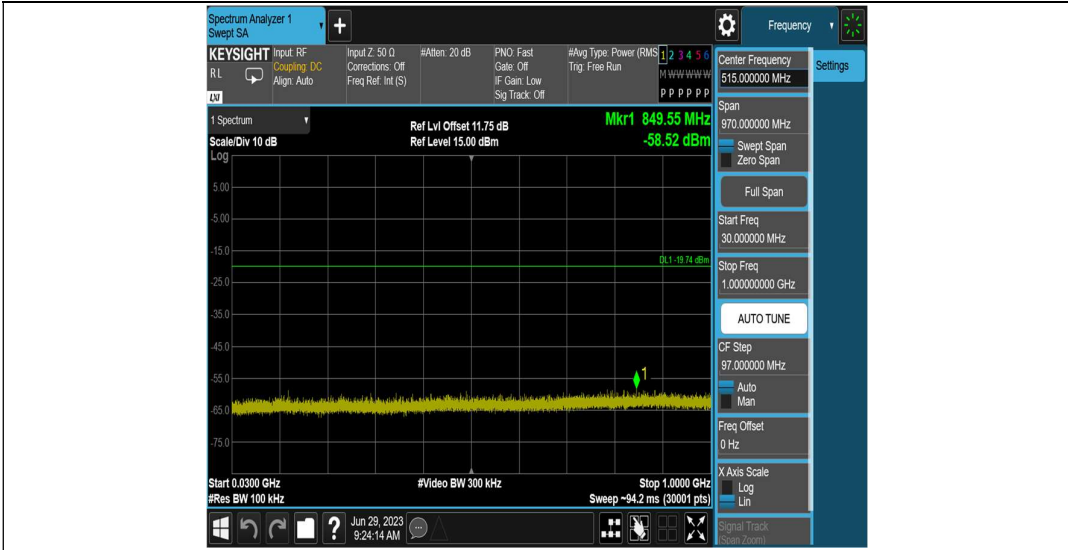 Spectrum Analyzer 1
Swept SA
Frequency
KEYSIGHT
RL
LXI
Input: RF
Coupling: DC
Align: Auto
Input Z: 50 Ω
Corrections: Off
Freq Ref: Int (S)
#Atten: 20 dB
PNO: Fast
Gate: Off
IF Gain: Low
Sig Track: Off
#Avg Type: Power (RMS
Trig: Free Run
1 2 3 4 5 6
M W W W W W
P P P P P P
1 Spectrum
Scale/Div 10 dB
Ref Lvl Offset 11.75 dB
Ref Level 15.00 dBm
Mkr1 849.55 MHz
-58.52 dBm
Log
5.00
-5.00
-15.0
DL1 -19.74 dBm
-25.0
-35.0
-45.0
-55.0
1
-65.0
-75.0
Start 0.0300 GHz
#Res BW 100 kHz
#Video BW 300 kHz
Stop 1.0000 GHz
Sweep ~94.2 ms (30001 pts)
?
Jun 29, 2023
9:24:14 AM
Center Frequency
515.000000 MHz
Settings
Span
970.000000 MHz
Swept Span
Zero Span
Full Span
Start Freq
30.000000 MHz
Stop Freq
1.000000000 GHz
AUTO TUNE
CF Step
97.000000 MHz
Auto
Man
Freq Offset
0 Hz
X Axis Scale
Log
Lin
Signal Track
(Span Zoom)